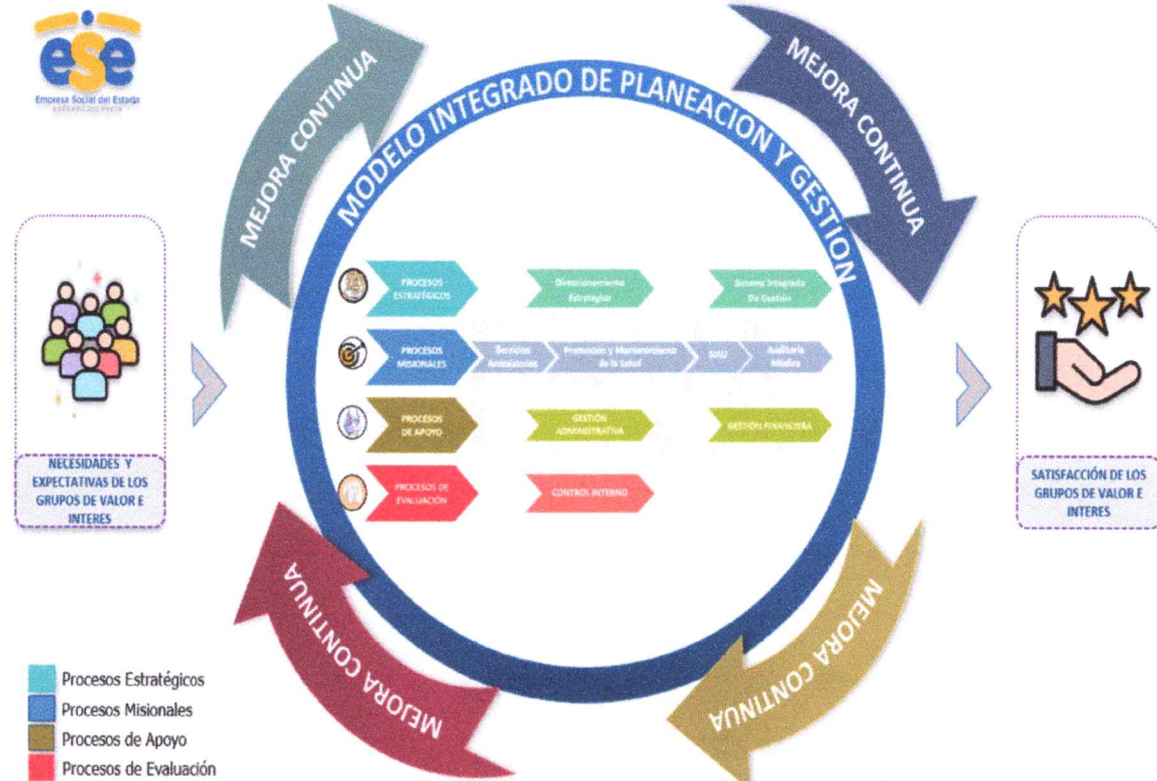 ese
Empresa Social del Estado
MEJORA CONTINUA
MEJORA CONTINUA
MODELO INTEGRADO DE PLANEACION Y GESTION
PROCESOS
ESTRATÉGICOS
Direccionamiento
Estratégico
Sistema Integrado
De Gestión
PROCESOS
MISIONALES
Servicios
Ambulatorios
Promoción y Mantenimiento
de la Salud
SIAU
Auditoria
Médica
PROCESOS
DE APOYO
GESTIÓN
ADMINISTRATIVA
GESTIÓN FINANCIERA
PROCESOS DE
EVALUACIÓN
CONTROL INTERNO
NECESIDADES Y
EXPECTATIVAS DE LOS
GRUPOS DE VALOR E
INTERES
SATISFACCIÓN DE LOS
GRUPOS DE VALOR E
INTERES
MEJORA CONTINUA
MEJORA CONTINUA
Procesos Estratégicos
Procesos Misionales
Procesos de Apoyo
Procesos de Evaluación